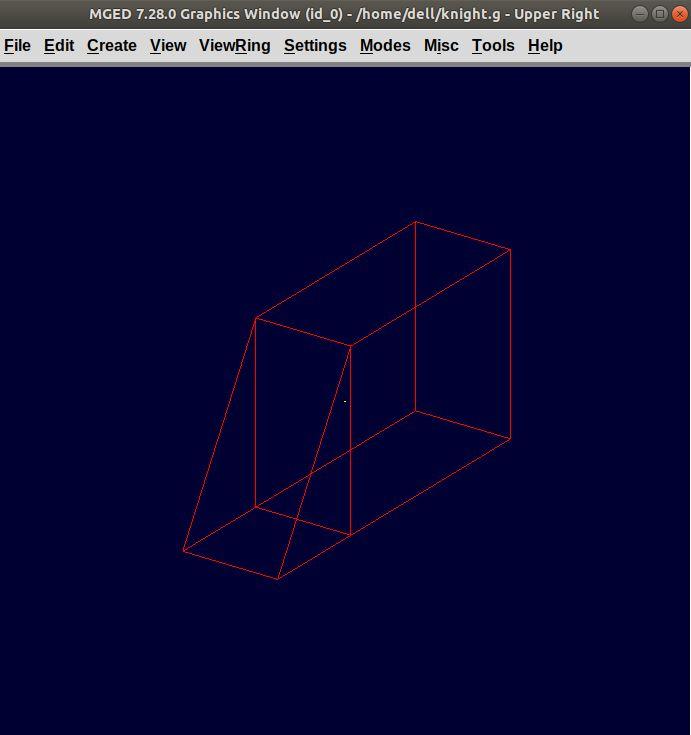 MGED 7.28.0 Graphics Window (id_0) - /home/dell/knight.g - Upper Right
File Edit Create View ViewRing Settings Modes Misc Tools Help